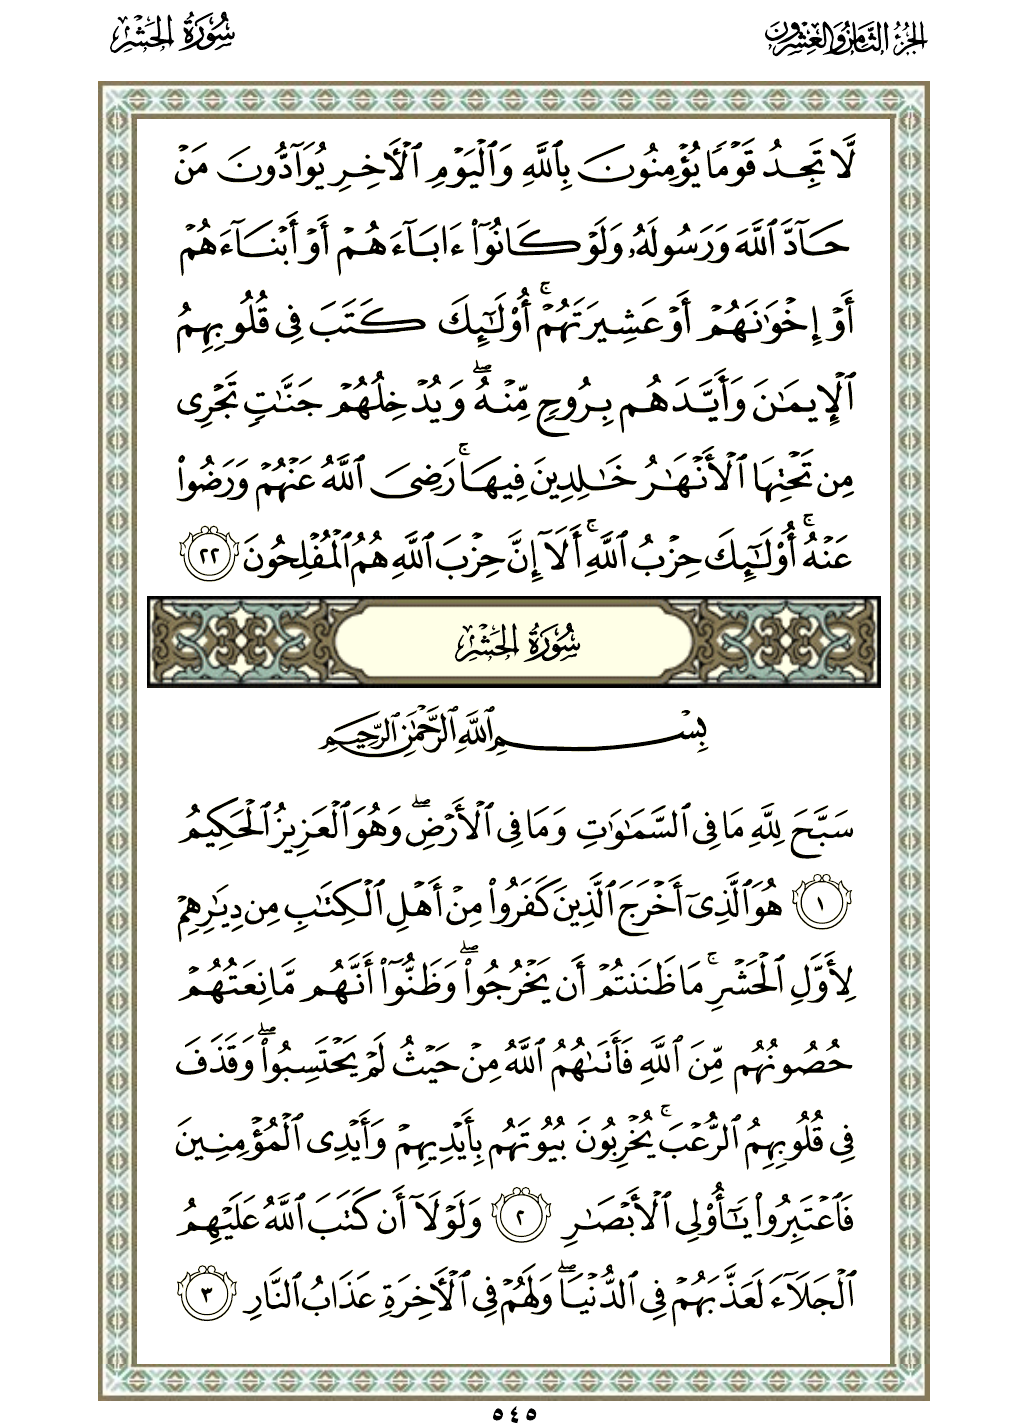 الجزء الثامن والعشرون
سورة الحشر
لَّا تَجِدُ قَوْمًا يُؤْمِنُونَ بِٱللَّهِ وَٱلْيَوْمِ ٱلْأَخِرِ يُوَآدُّونَ مَنْ
حَآدَّ ٱللَّهَ وَرَسُولَهُۥ وَلَوْ كَانُوٓا۟ ءَابَآءَهُمْ أَوْ أَبْنَآءَهُمْ
أَوْ إِخْوَٰنَهُمْ أَوْ عَشِيرَتَهُمْ ۚ أُو۟لَٰٓئِكَ كَتَبَ فِى قُلُوبِهِمُ
ٱلْإِيمَٰنَ وَأَيَّدَهُم بِرُوحٍ مِّنْهُ ۖ وَيُدْخِلُهُمْ جَنَّٰتٍ تَجْرِى
مِن تَحْتِهَا ٱلْأَنْهَٰرُ خَٰلِدِينَ فِيهَا ۚ رَضِىَ ٱللَّهُ عَنْهُمْ وَرَضُوا۟
عَنْهُ ۚ أُو۟لَٰٓئِكَ حِزْبُ ٱللَّهِ ۚ أَلَآ إِنَّ حِزْبَ ٱللَّهِ هُمُ ٱلْمُفْلِحُونَ ٢٢
سورة الحشر
بِسْمِ ٱللَّهِ ٱلرَّحْمَٰنِ ٱلرَّحِيمِ
سَبَّحَ لِلَّهِ مَا فِى ٱلسَّمَٰوَٰتِ وَمَا فِى ٱلْأَرْضِ ۖ وَهُوَ ٱلْعَزِيزُ ٱلْحَكِيمُ
١ هُوَ ٱلَّذِىٓ أَخْرَجَ ٱلَّذِينَ كَفَرُوا۟ مِنْ أَهْلِ ٱلْكِتَٰبِ مِن دِيَٰرِهِمْ
لِأَوَّلِ ٱلْحَشْرِ ۚ مَا ظَنَنتُمْ أَن يَخْرُجُوا۟ ۖ وَظَنُّوٓا۟ أَنَّهُم مَّانِعَتُهُمْ
حُصُونُهُم مِّنَ ٱللَّهِ فَأَتَىٰهُمُ ٱللَّهُ مِنْ حَيْثُ لَمْ يَحْتَسِبُوا۟ ۖ وَقَذَفَ
فِى قُلُوبِهِمُ ٱلرُّعْبَ ۚ يُخْرِبُونَ بُيُوتَهُم بِأَيْدِيهِمْ وَأَيْدِى ٱلْمُؤْمِنِينَ
فَٱعْتَبِرُوا۟ يَٰٓأُو۟لِى ٱلْأَبْصَٰرِ ٢ وَلَوْلَآ أَن كَتَبَ ٱللَّهُ عَلَيْهِمُ
ٱلْجَلَآءَ لَعَذَّبَهُمْ فِى ٱلدُّنْيَا ۖ وَلَهُمْ فِى ٱلْأَخِرَةِ عَذَابُ ٱلنَّارِ ٣
٥٤٥